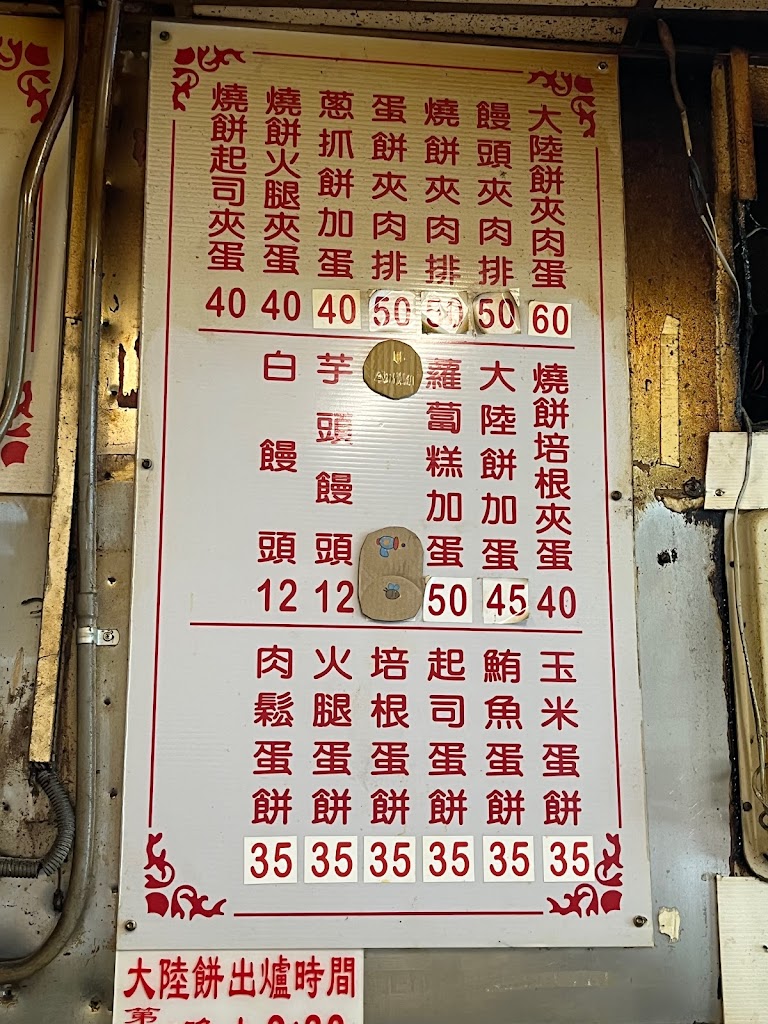 大陸餅夾肉蛋 60
饅頭夾肉排 50
燒餅夾肉排 50
蛋餅夾肉排 50
蔥抓餅加蛋 40
燒餅火腿夾蛋 40
燒餅起司夾蛋 40
燒餅培根夾蛋 40
大陸餅加蛋 45
蘿蔔糕加蛋 50
芋頭饅頭 12
白饅頭 12
玉米蛋餅 35
鮪魚蛋餅 35
起司蛋餅 35
培根蛋餅 35
火腿蛋餅 35
肉鬆蛋餅 35
大陸餅出爐時間
第